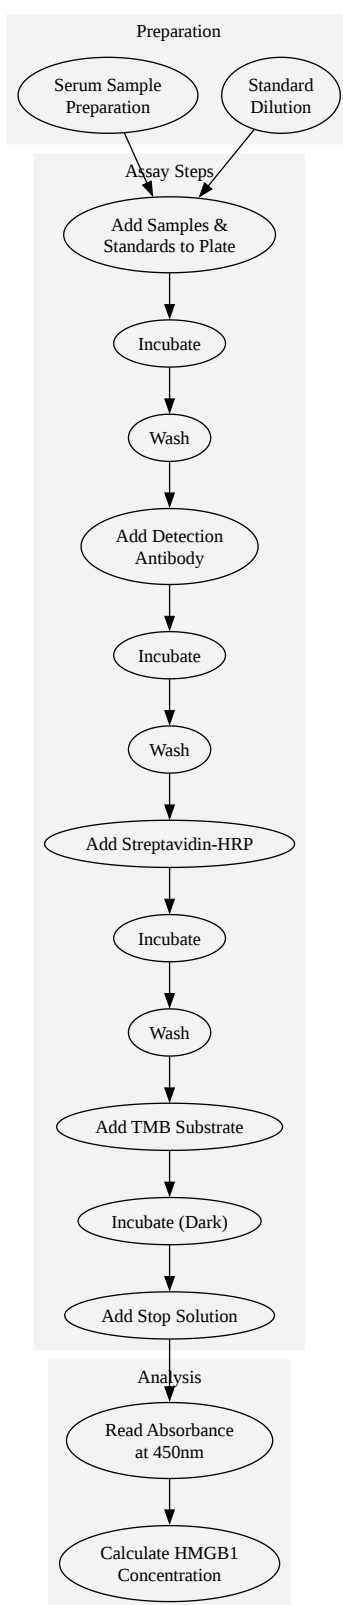 Preparation
Serum Sample
Preparation
Standard
Dilution
Assay Steps
Add Samples &
Standards to Plate
Incubate
Wash
Add Detection
Antibody
Incubate
Wash
Add Streptavidin-HRP
Incubate
Wash
Add TMB Substrate
Incubate (Dark)
Add Stop Solution
Analysis
Read Absorbance
at 450nm
Calculate HMGB1
Concentration